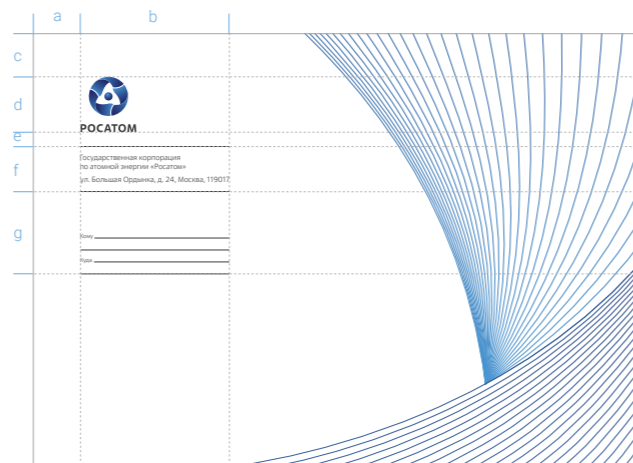 a b
c
d
e
РОСАТОМ
Государственная корпорация
по атомной энергии «Росатом»
f
ул. Большая Ордынка, д. 24, Москва, 119017
g
Кому
Куда